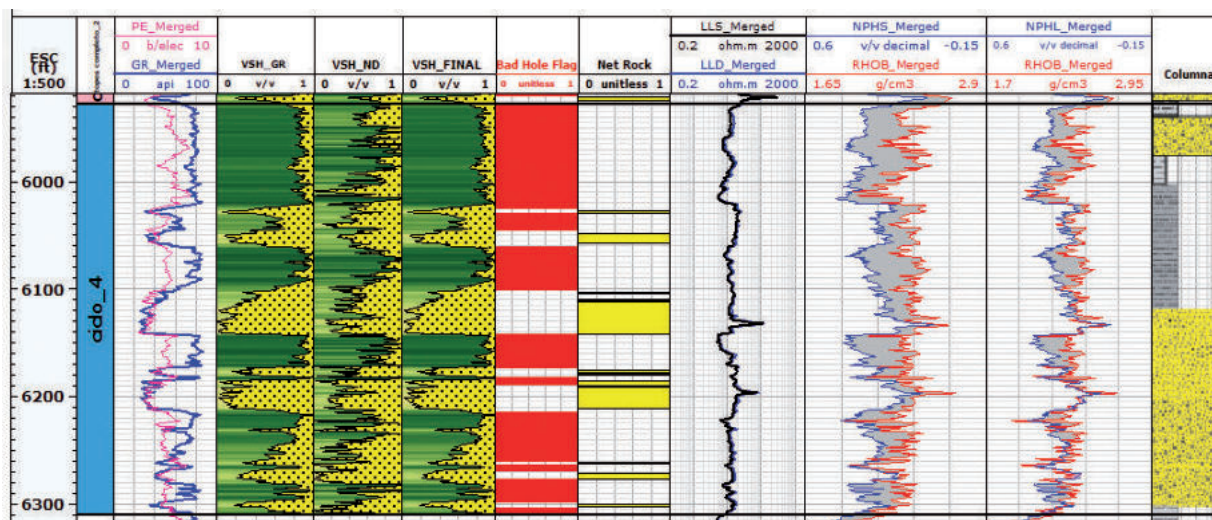 ESC
(ft)
1:500
PE_Merged
0 b/elec 10
GR_Merged
0 api 100
VSH_GR
0 v/v 1
VSH_ND
0 v/v 1
VSH_FINAL
0 v/v 1
Bad Hole Flag
0 unitless 1
Net Rock
0 unitless 1
LLS_Merged
0.2 ohm.m 2000
LLD_Merged
0.2 ohm.m 2000
NPHS_Merged
0.6 v/v decimal -0.15
RHOB_Merged
1.65 g/cm3 2.9
NPHL_Merged
0.6 v/v decimal -0.15
RHOB_Merged
1.7 g/cm3 2.95
Columna
6000
6100
6200
6300
cido_4